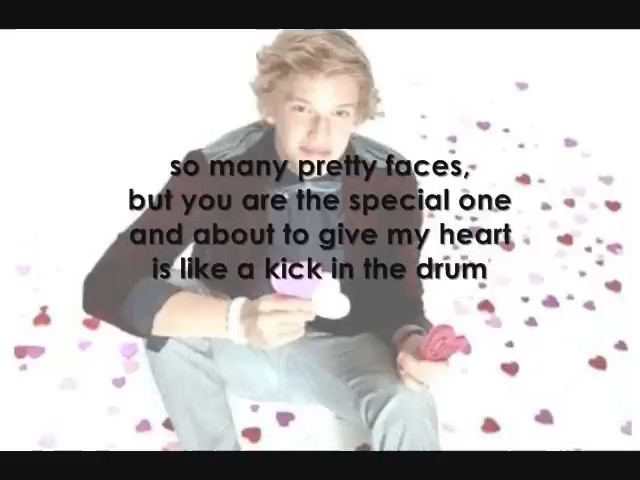 so many pretty faces,
but you are the special one
and about to give my heart
is like a kick in the drum